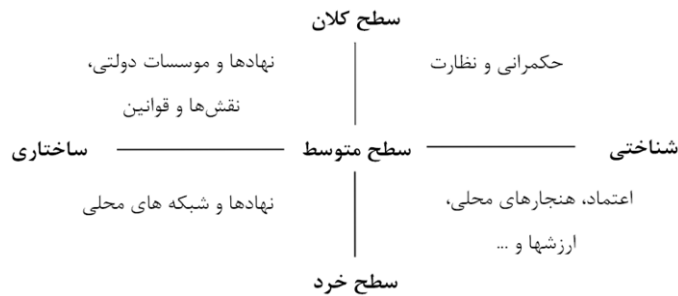 سطح کلان
حکمرانی و نظارت
نهادها و موسسات دولتی،
نقش‌ها و قوانین
شناختی
سطح متوسط
ساختاری
اعتماد، هنجارهای محلی،
ارزشها و ...
نهادها و شبکه های محلی
سطح خرد